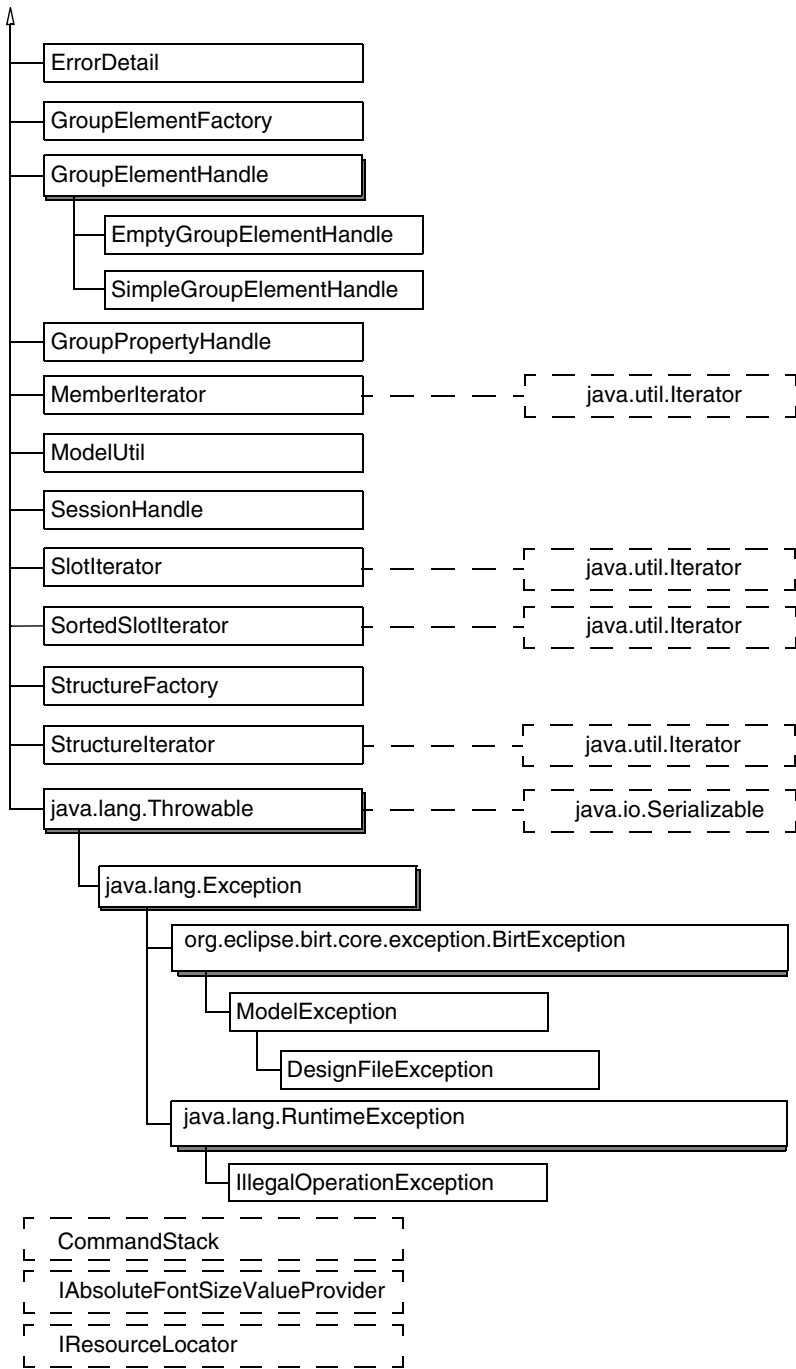 ErrorDetail
GroupElementFactory
GroupElementHandle
EmptyGroupElementHandle
SimpleGroupElementHandle
GroupPropertyHandle
MemberIterator java.util.Iterator
ModelUtil
SessionHandle
SlotIterator java.util.Iterator
SortedSlotIterator java.util.Iterator
StructureFactory
StructureIterator java.util.Iterator
java.lang.Throwable java.io.Serializable
java.lang.Exception
org.eclipse.birt.core.exception.BirtException
ModelException
DesignFileException
java.lang.RuntimeException
IllegalOperationException
CommandStack
IAbsoluteFontSizeValueProvider
IResourceLocator